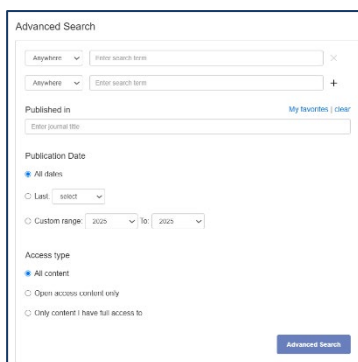 Advanced Search
Anywhere Enter search term ×
Anywhere Enter search term +
Published in My favorites | clear
Enter journal title
Publication Date
All dates
Last: select
Custom range: 2025 To: 2025
Access type
All content
Open access content only
Only content I have full access to
Advanced Search